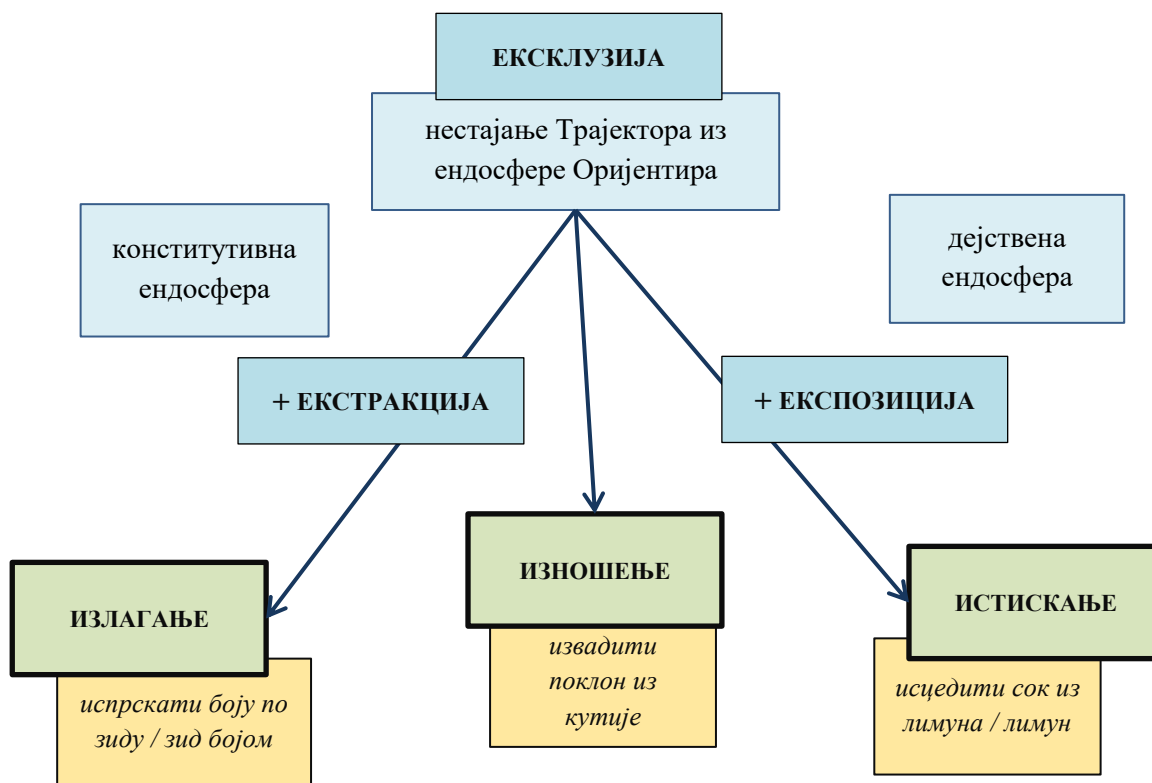 ЕКСКЛУЗИЈА
нестајање Трајектора из
ендосфере Оријентира
конститутивна
ендосфера
дејствена
ендосфера
+ ЕКСТРАКЦИЈА
+ ЕКСПОЗИЦИЈА
ИЗЛАГАЊЕ
испрскати боју по
зиду / зид бојом
ИЗНОШЕЊЕ
извадити
поклон из
кутије
ИСТИСКАЊЕ
исцедити сок из
лимуна / лимун